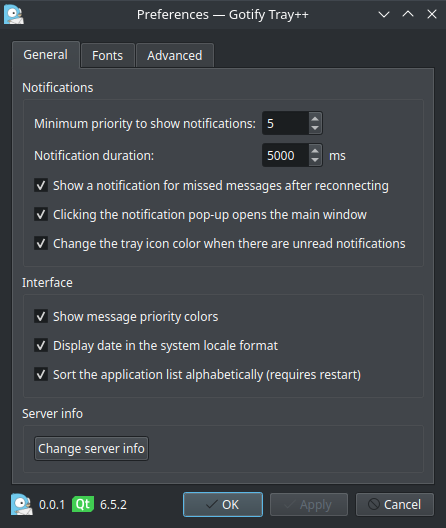 Preferences — Gotify Tray++
General
Fonts
Advanced
Notifications
Minimum priority to show notifications: 5
Notification duration: 5000 ms
Show a notification for missed messages after reconnecting
Clicking the notification pop-up opens the main window
Change the tray icon color when there are unread notifications
Interface
Show message priority colors
Display date in the system locale format
Sort the application list alphabetically (requires restart)
Server info
Change server info
0.0.1 Qt 6.5.2
OK
Apply
Cancel